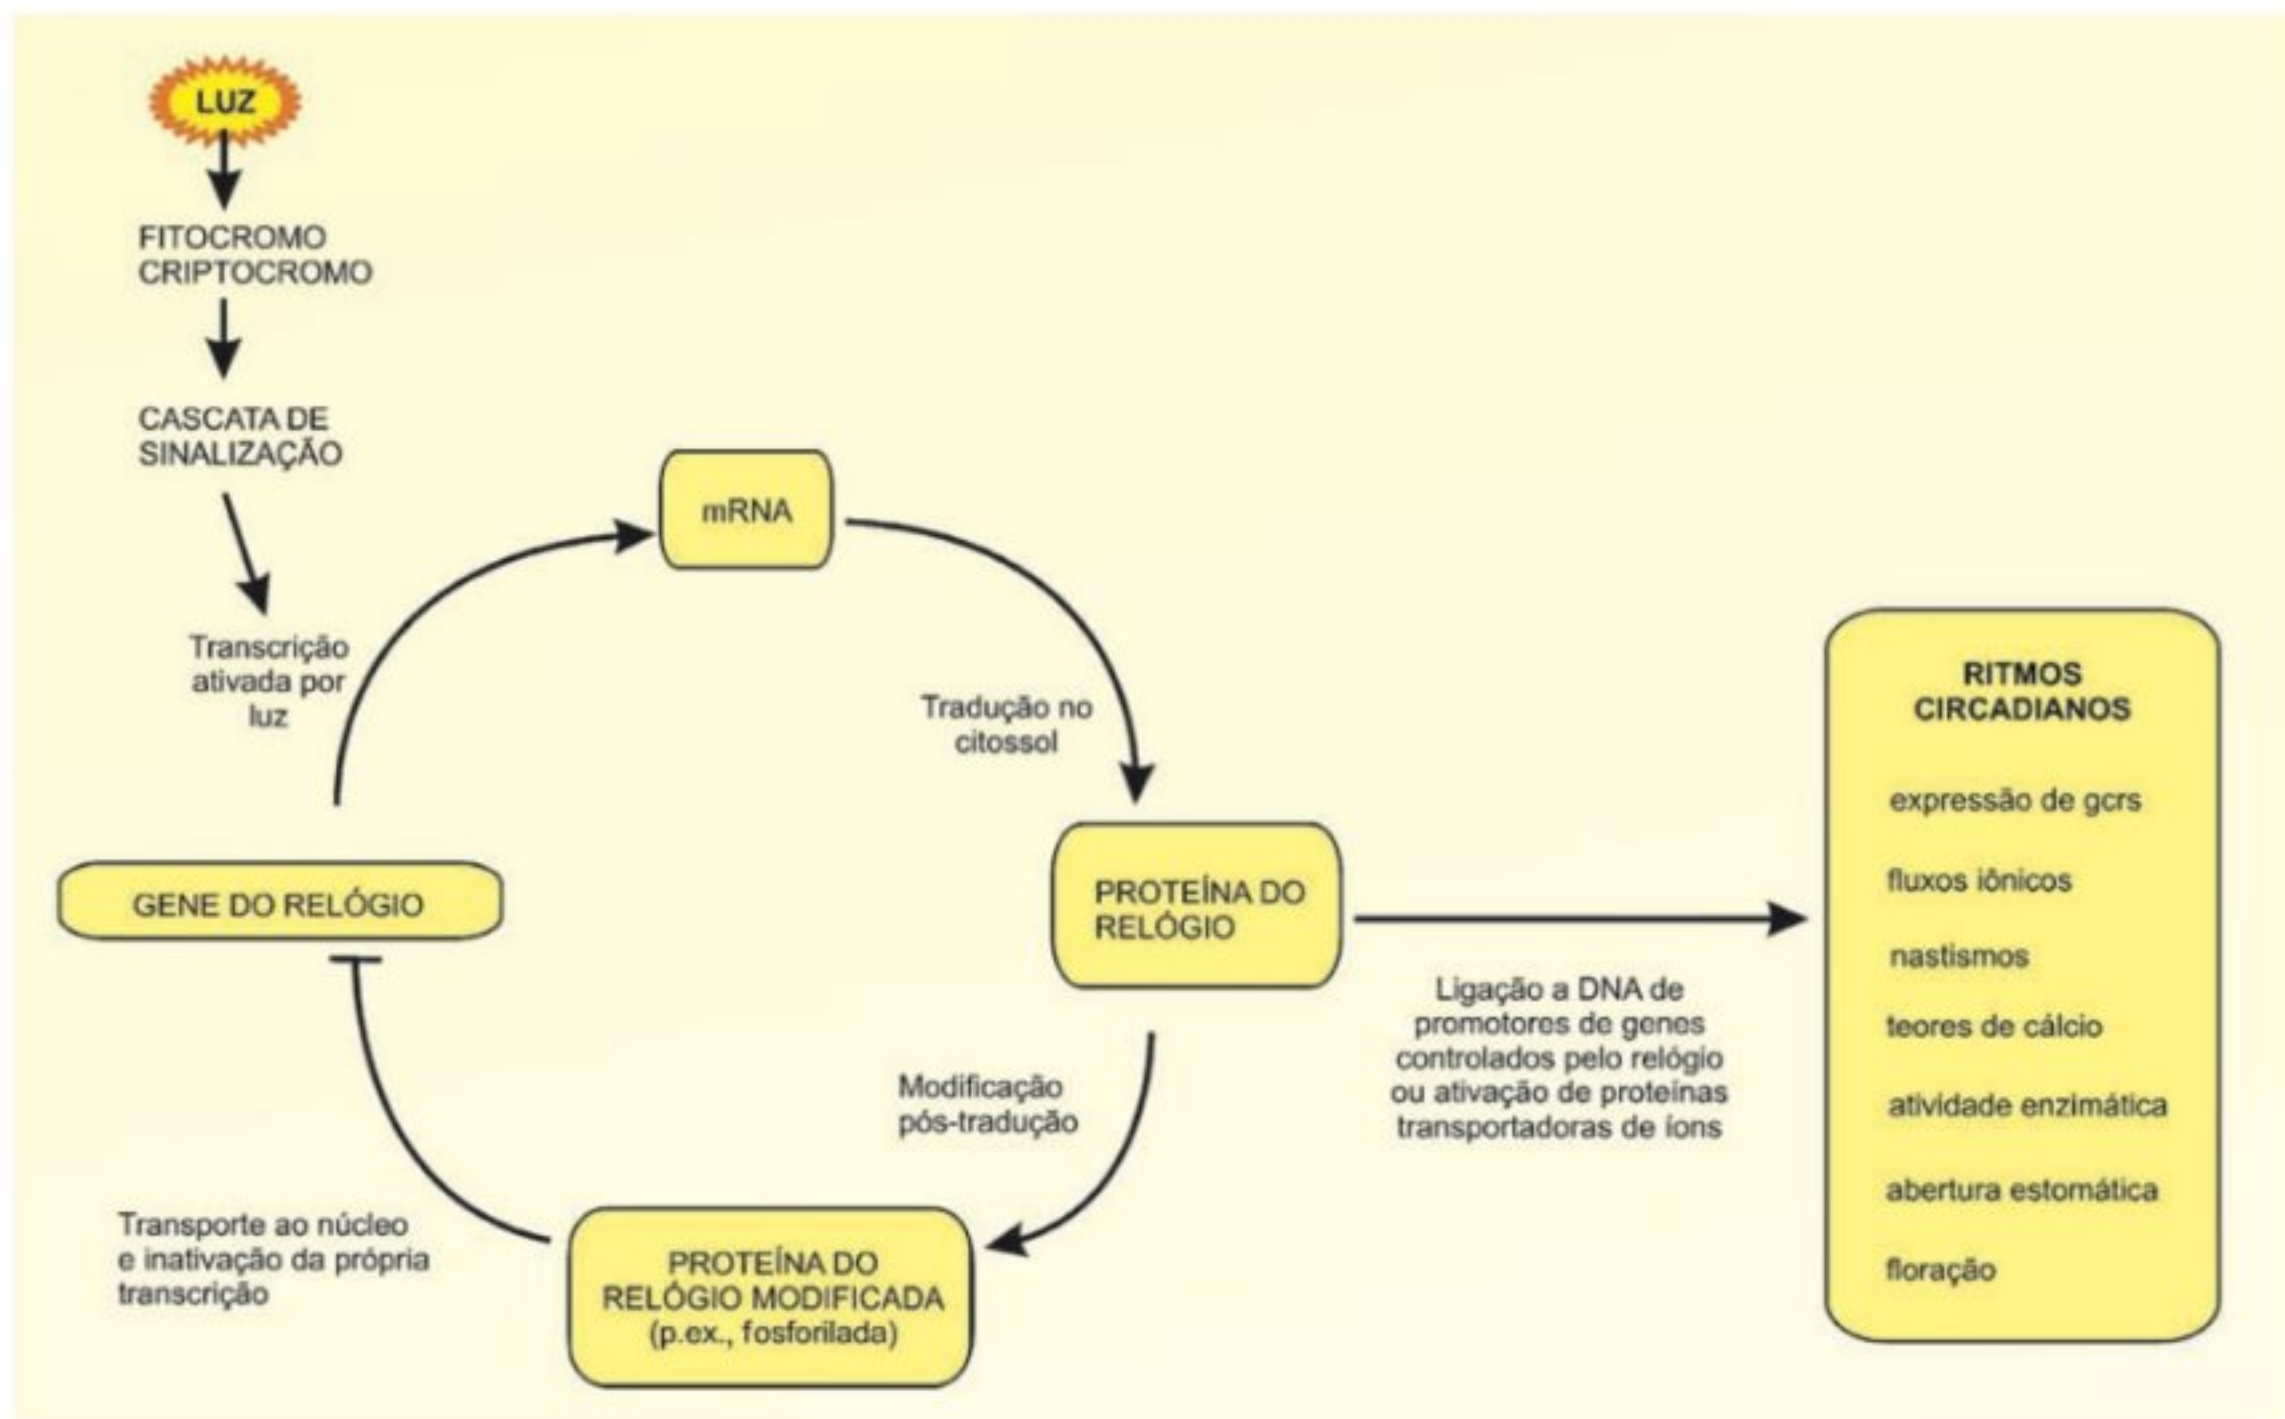 LUZ
FITOCROMO
CRIPTOCROMO
CASCATA DE
SINALIZAÇÃO
Transcrição
ativada por
luz
mRNA
Tradução no
citossol
GENE DO RELÓGIO
PROTEÍNA DO
RELÓGIO
Ligação a DNA de
promotores de genes
controlados pelo relógio
ou ativação de proteínas
transportadoras de íons
Modificação
pós-tradução
PROTEÍNA DO
RELÓGIO MODIFICADA
(p.ex., fosforilada)
Transporte ao núcleo
e inativação da própria
transcrição
RITMOS
CIRCADIANOS
expressão de gcrs
fluxos iônicos
nastismos
teores de cálcio
atividade enzimática
abertura estomática
floração